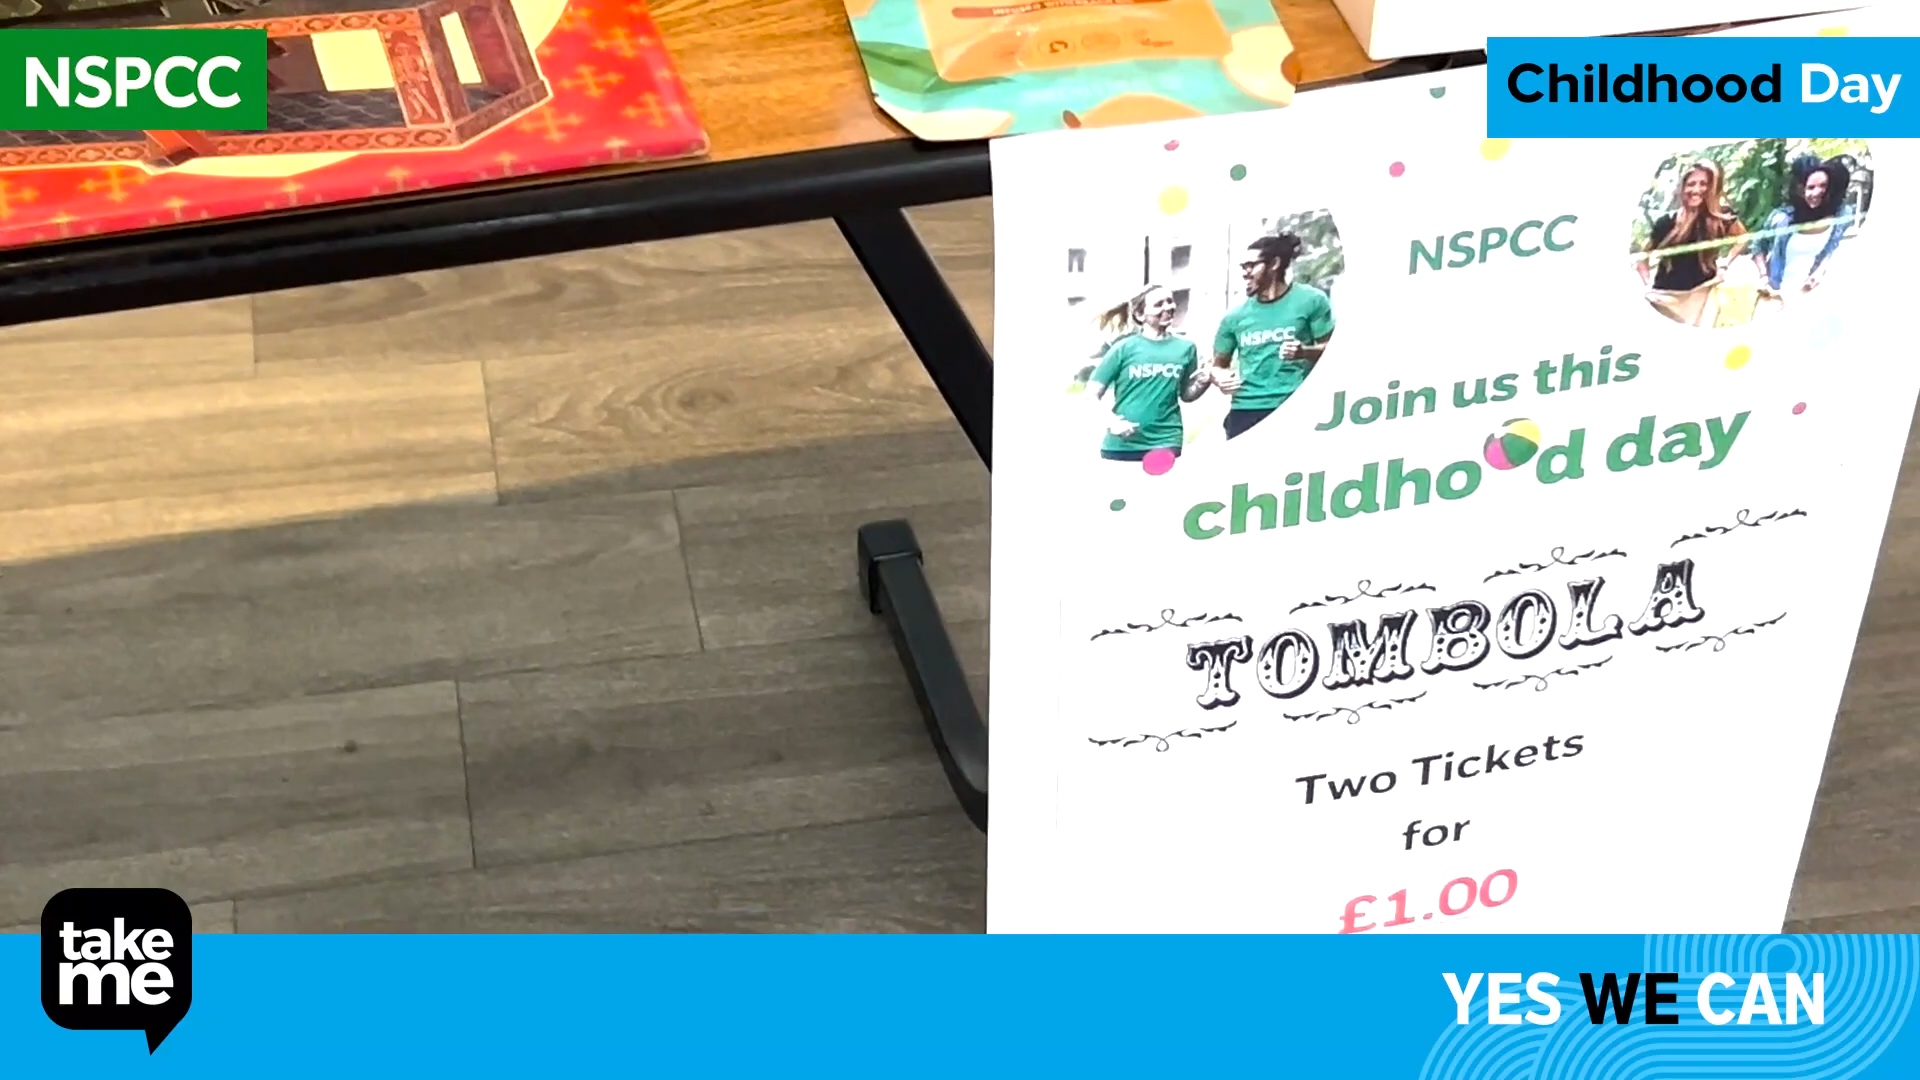 NSPCC
Childhood Day
NSPCC
NSPCC
NSPCC
Join us this
childhood day
TOMBOLA
Two Tickets
for
£1.00
take
me
YES WE CAN